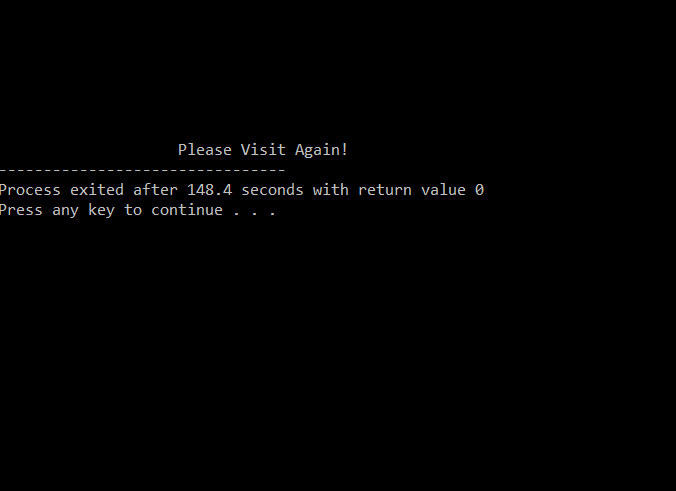 Please Visit Again!
--------------------------------
Process exited after 148.4 seconds with return value 0
Press any key to continue . . .